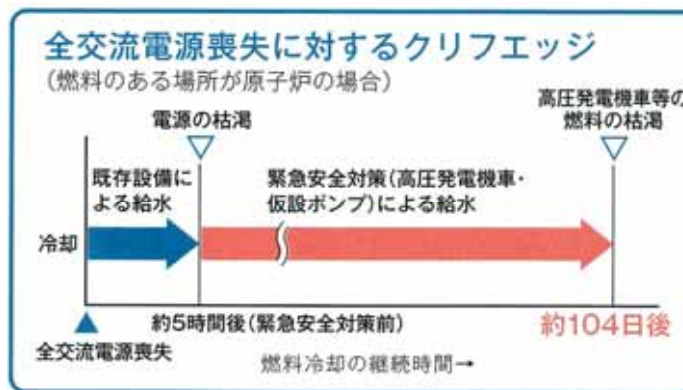 全交流電源喪失に対するクリフエッジ
(燃料のある場所が原子炉の場合)
電源の枯渇
高圧発電機車等の
燃料の枯渇
既存設備に
よる給水
緊急安全対策(高圧発電機車・
仮設ポンプ)による給水
冷却
約5時間後(緊急安全対策前)
約104日後
全交流電源喪失
燃料冷却の継続時間→